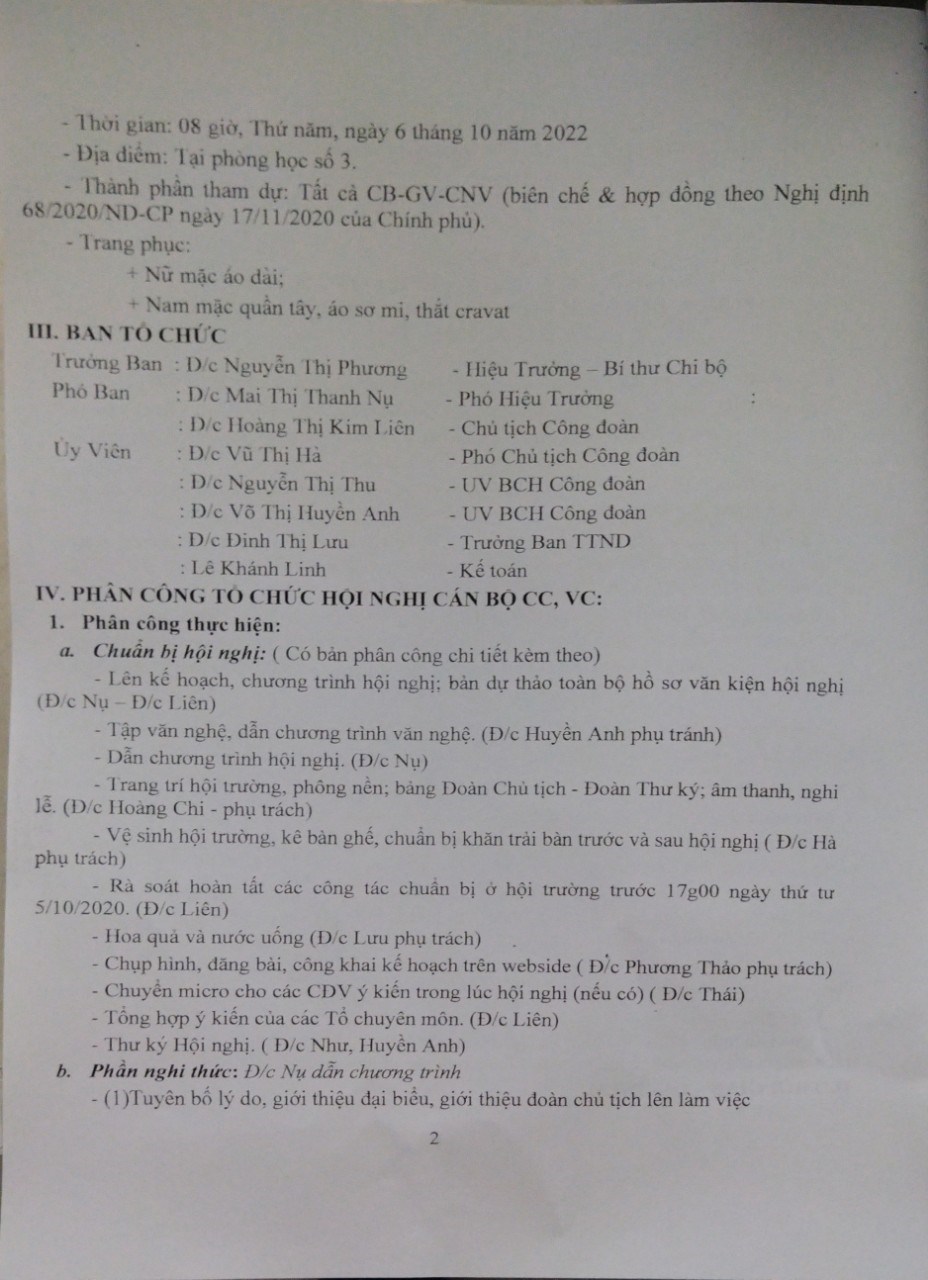 - Thời gian: 08 giờ, Thứ năm, ngày 6 tháng 10 năm 2022
- Địa điểm: Tại phòng học số 3.
- Thành phần tham dự: Tất cả CB-GV-CNV (biên chế & hợp đồng theo Nghị định
68/2020/ND-CP ngày 17/11/2020 của Chính phủ).
- Trang phục:
+ Nữ mặc áo dài;
+ Nam mặc quần tây, áo sơ mi, thắt cravat
III. BAN TỔ CHỨC
Trưởng Ban : Đ/c Nguyễn Thị Phương - Hiệu Trưởng – Bí thư Chi bộ
Phó Ban : Đ/c Mai Thị Thanh Nụ - Phó Hiệu Trưởng :
: Đ/c Hoàng Thị Kim Liên - Chủ tịch Công đoàn
Ủy Viên : Đ/c Vũ Thị Hà - Phó Chủ tịch Công đoàn
: Đ/c Nguyễn Thị Thu - UV BCH Công đoàn
: Đ/c Võ Thị Huyền Anh - UV BCH Công đoàn
: Đ/c Đinh Thị Lưu - Trưởng Ban TTND
: Lê Khánh Linh - Kế toán
IV. PHÂN CÔNG TỔ CHỨC HỘI NGHỊ CÁN BỘ CC, VC:
1. Phân công thực hiện:
a. Chuẩn bị hội nghị: ( Có bản phân công chi tiết kèm theo)
- Lên kế hoạch, chương trình hội nghị; bản dự thảo toàn bộ hồ sơ văn kiện hội nghị
(Đ/c Nụ – Đ/c Liên)
- Tập văn nghệ, dẫn chương trình văn nghệ. (Đ/c Huyền Anh phụ tránh)
- Dẫn chương trình hội nghị. (Đ/c Nụ)
- Trang trí hội trường, phông nền; bảng Đoàn Chủ tịch - Đoàn Thư ký; âm thanh, nghi
lễ. (Đ/c Hoàng Chi - phụ trách)
- Vệ sinh hội trường, kê bàn ghế, chuẩn bị khăn trải bàn trước và sau hội nghị ( Đ/c Hà
phụ trách)
- Rà soát hoàn tất các công tác chuẩn bị ở hội trường trước 17g00 ngày thứ tư
5/10/2020. (Đ/c Liên)
- Hoa quả và nước uống (Đ/c Lưu phụ trách)
- Chụp hình, đăng bài, công khai kế hoạch trên webside ( Đ/c Phương Thảo phụ trách)
- Chuyển micro cho các CĐV ý kiến trong lúc hội nghị (nếu có) ( Đ/c Thái)
- Tổng hợp ý kiến của các Tổ chuyên môn. (Đ/c Liên)
- Thư ký Hội nghị. ( Đ/c Như, Huyền Anh)
b. Phần nghi thức: Đ/c Nụ dẫn chương trình
- (1)Tuyên bố lý do, giới thiệu đại biểu, giới thiệu đoàn chủ tịch lên làm việc
2